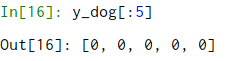 In[16]: y_dog[:5]
Out[16]: [0, 0, 0, 0, 0]